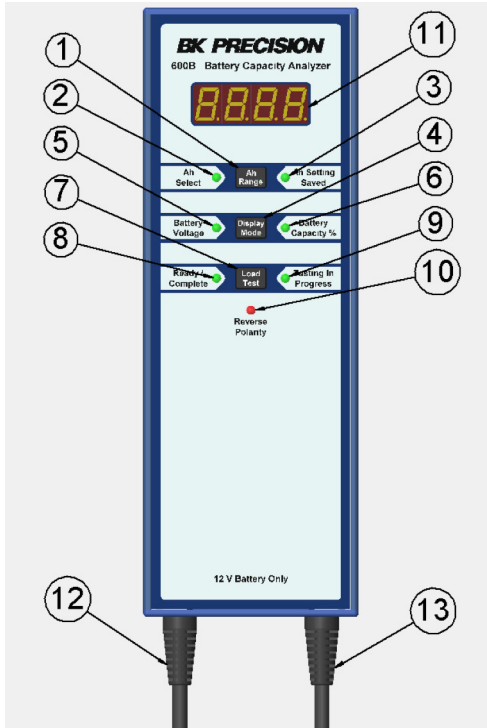 BK PRECISION
600B Battery Capacity Analyzer
8.8.8.8.
Ah Select
Ah Range
Ah Setting Saved
Battery Voltage
Display Mode
Battery Capacity %
Ready / Complete
Load Test
Testing In Progress
Reverse
Polarity
12 V Battery Only
1
2
5
7
8
11
3
4
6
9
10
12
13